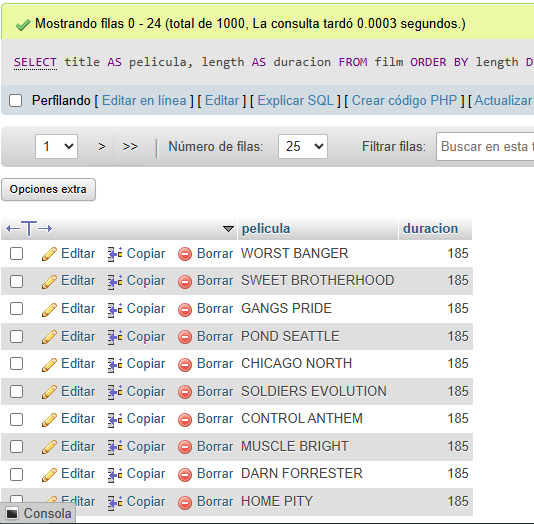 Mostrando filas 0 - 24 (total de 1000, La consulta tardó 0.0003 segundos.)
SELECT title AS pelicula, length AS duracion FROM film ORDER BY length D
Perfilando [ Editar en línea ] [ Editar ] [ Explicar SQL ] [ Crear código PHP ] [ Actualizar
1 > >> Número de filas: 25 Filtrar filas: Buscar en esta t
Opciones extra
pelicula duracion
Editar Copiar Borrar WORST BANGER 185
Editar Copiar Borrar SWEET BROTHERHOOD 185
Editar Copiar Borrar GANGS PRIDE 185
Editar Copiar Borrar POND SEATTLE 185
Editar Copiar Borrar CHICAGO NORTH 185
Editar Copiar Borrar SOLDIERS EVOLUTION 185
Editar Copiar Borrar CONTROL ANTHEM 185
Editar Copiar Borrar MUSCLE BRIGHT 185
Editar Copiar Borrar DARN FORRESTER 185
Editar Copiar Borrar HOME PITY 185
Consola